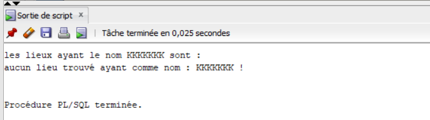 Sortie de script x
Tâche terminée en 0,025 secondes
les lieux ayant le nom KKKKKKK sont :
aucun lieu trouvé ayant comme nom : KKKKKKK !
Procédure PL/SQL terminée.